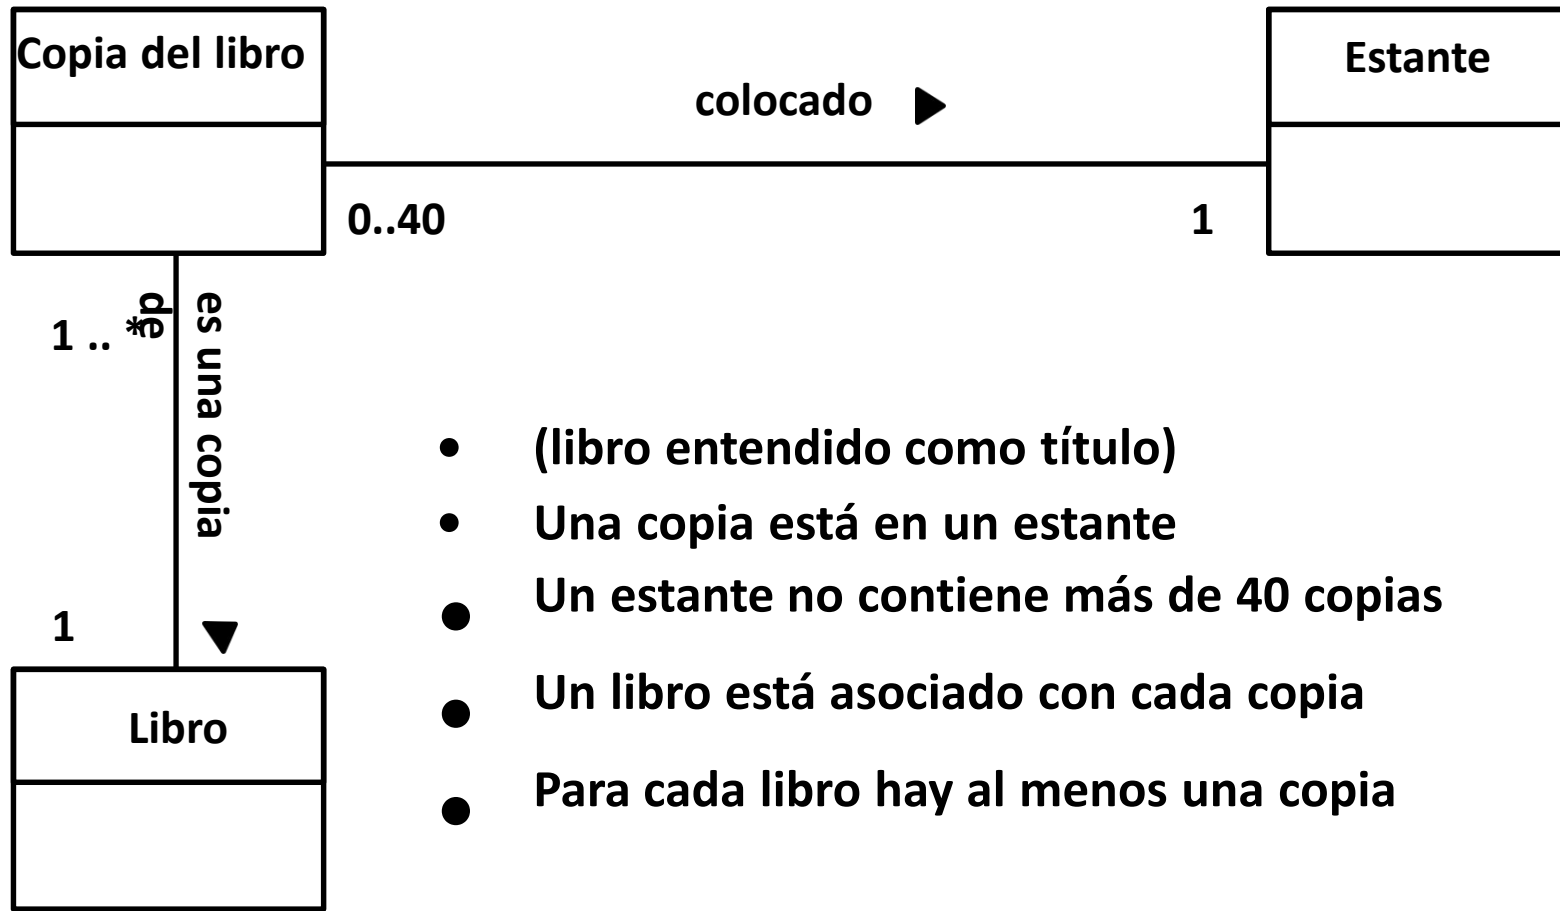 Copia del libro
Estante
colocado
0..40
1
1 .. *
es una copia
de
(libro entendido como título)
Una copia está en un estante
Un estante no contiene más de 40 copias
1
Un libro está asociado con cada copia
Libro
Para cada libro hay al menos una copia